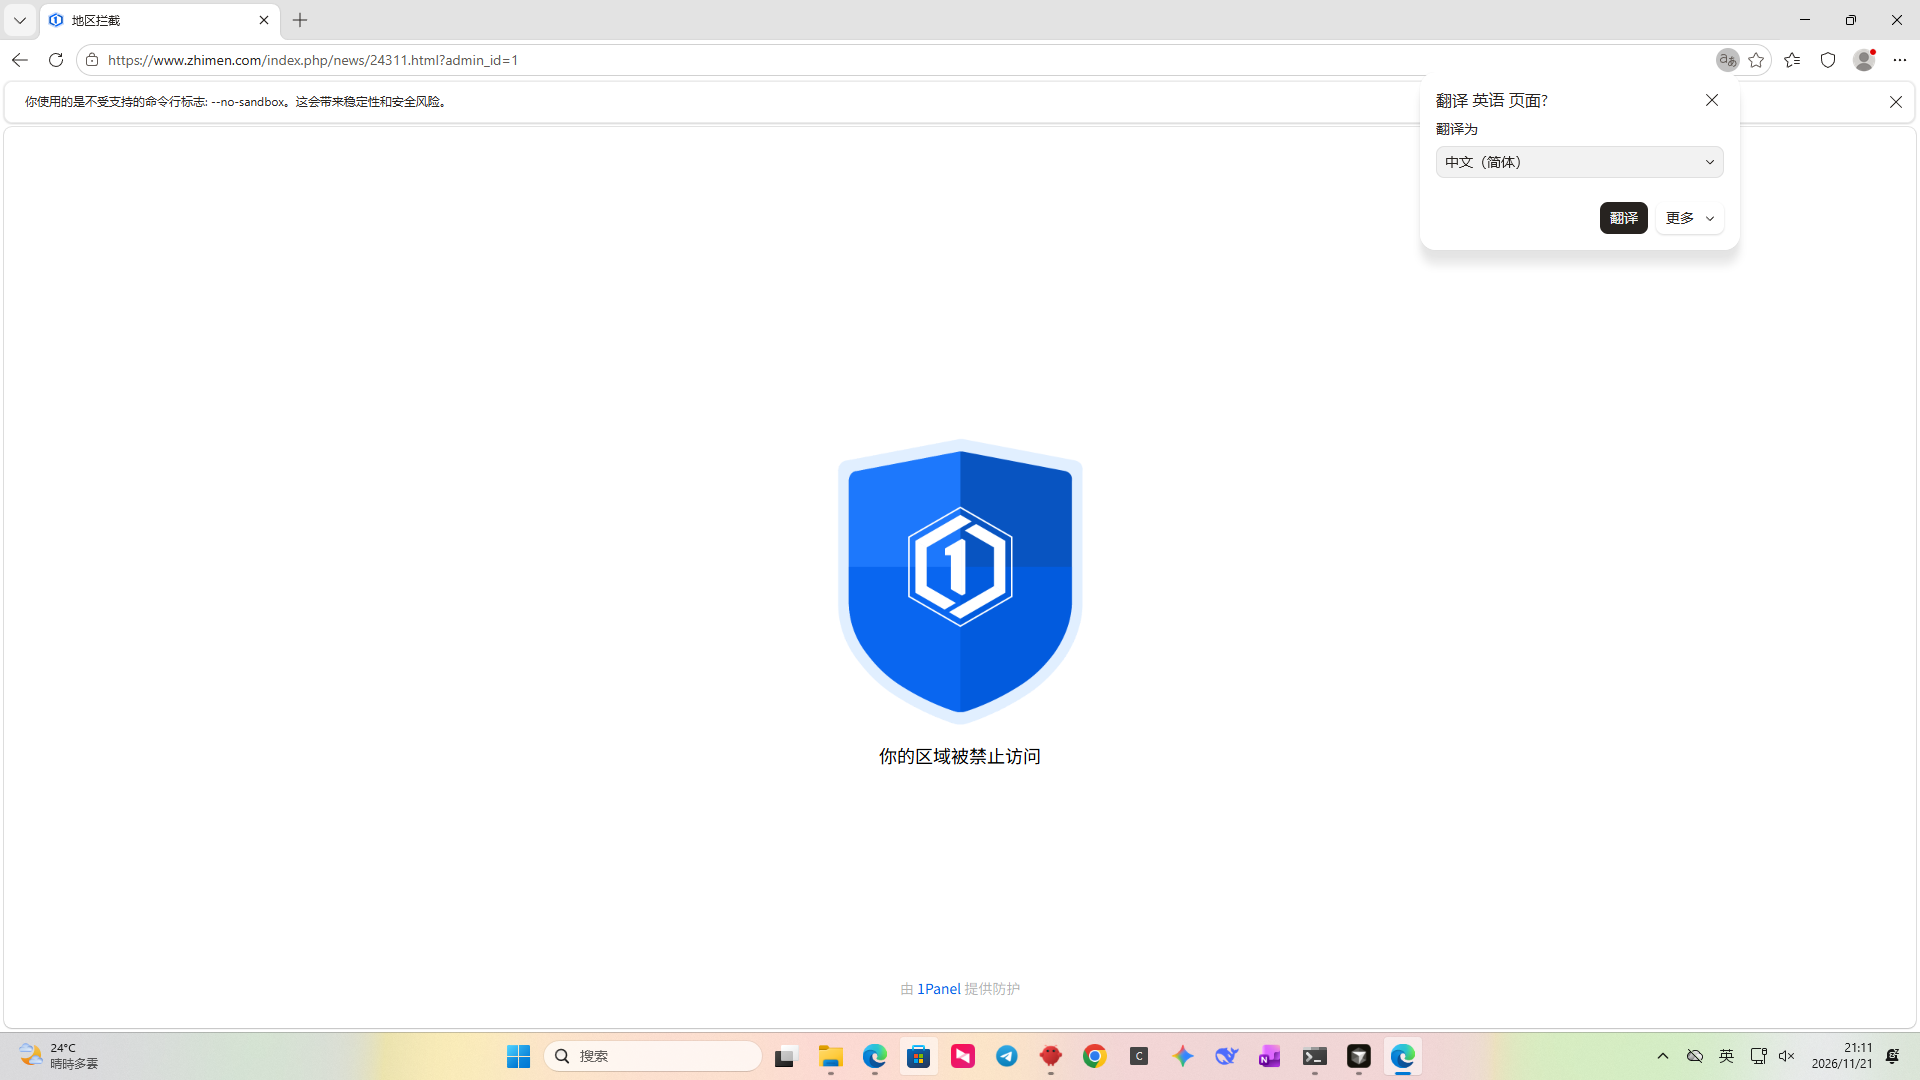 地区拦截
https://www.zhimen.com/index.php/news/24311.html?admin_id=1
你使用的是不受支持的命令行标志: --no-sandbox。这会带来稳定性和安全风险。
翻译 英语 页面?
翻译为
中文（简体）
翻译
更多
1
你的区域被禁止访问
由 1Panel 提供防护
24°C
晴時多雲
搜索
C
N
英
21:11
2026/11/21